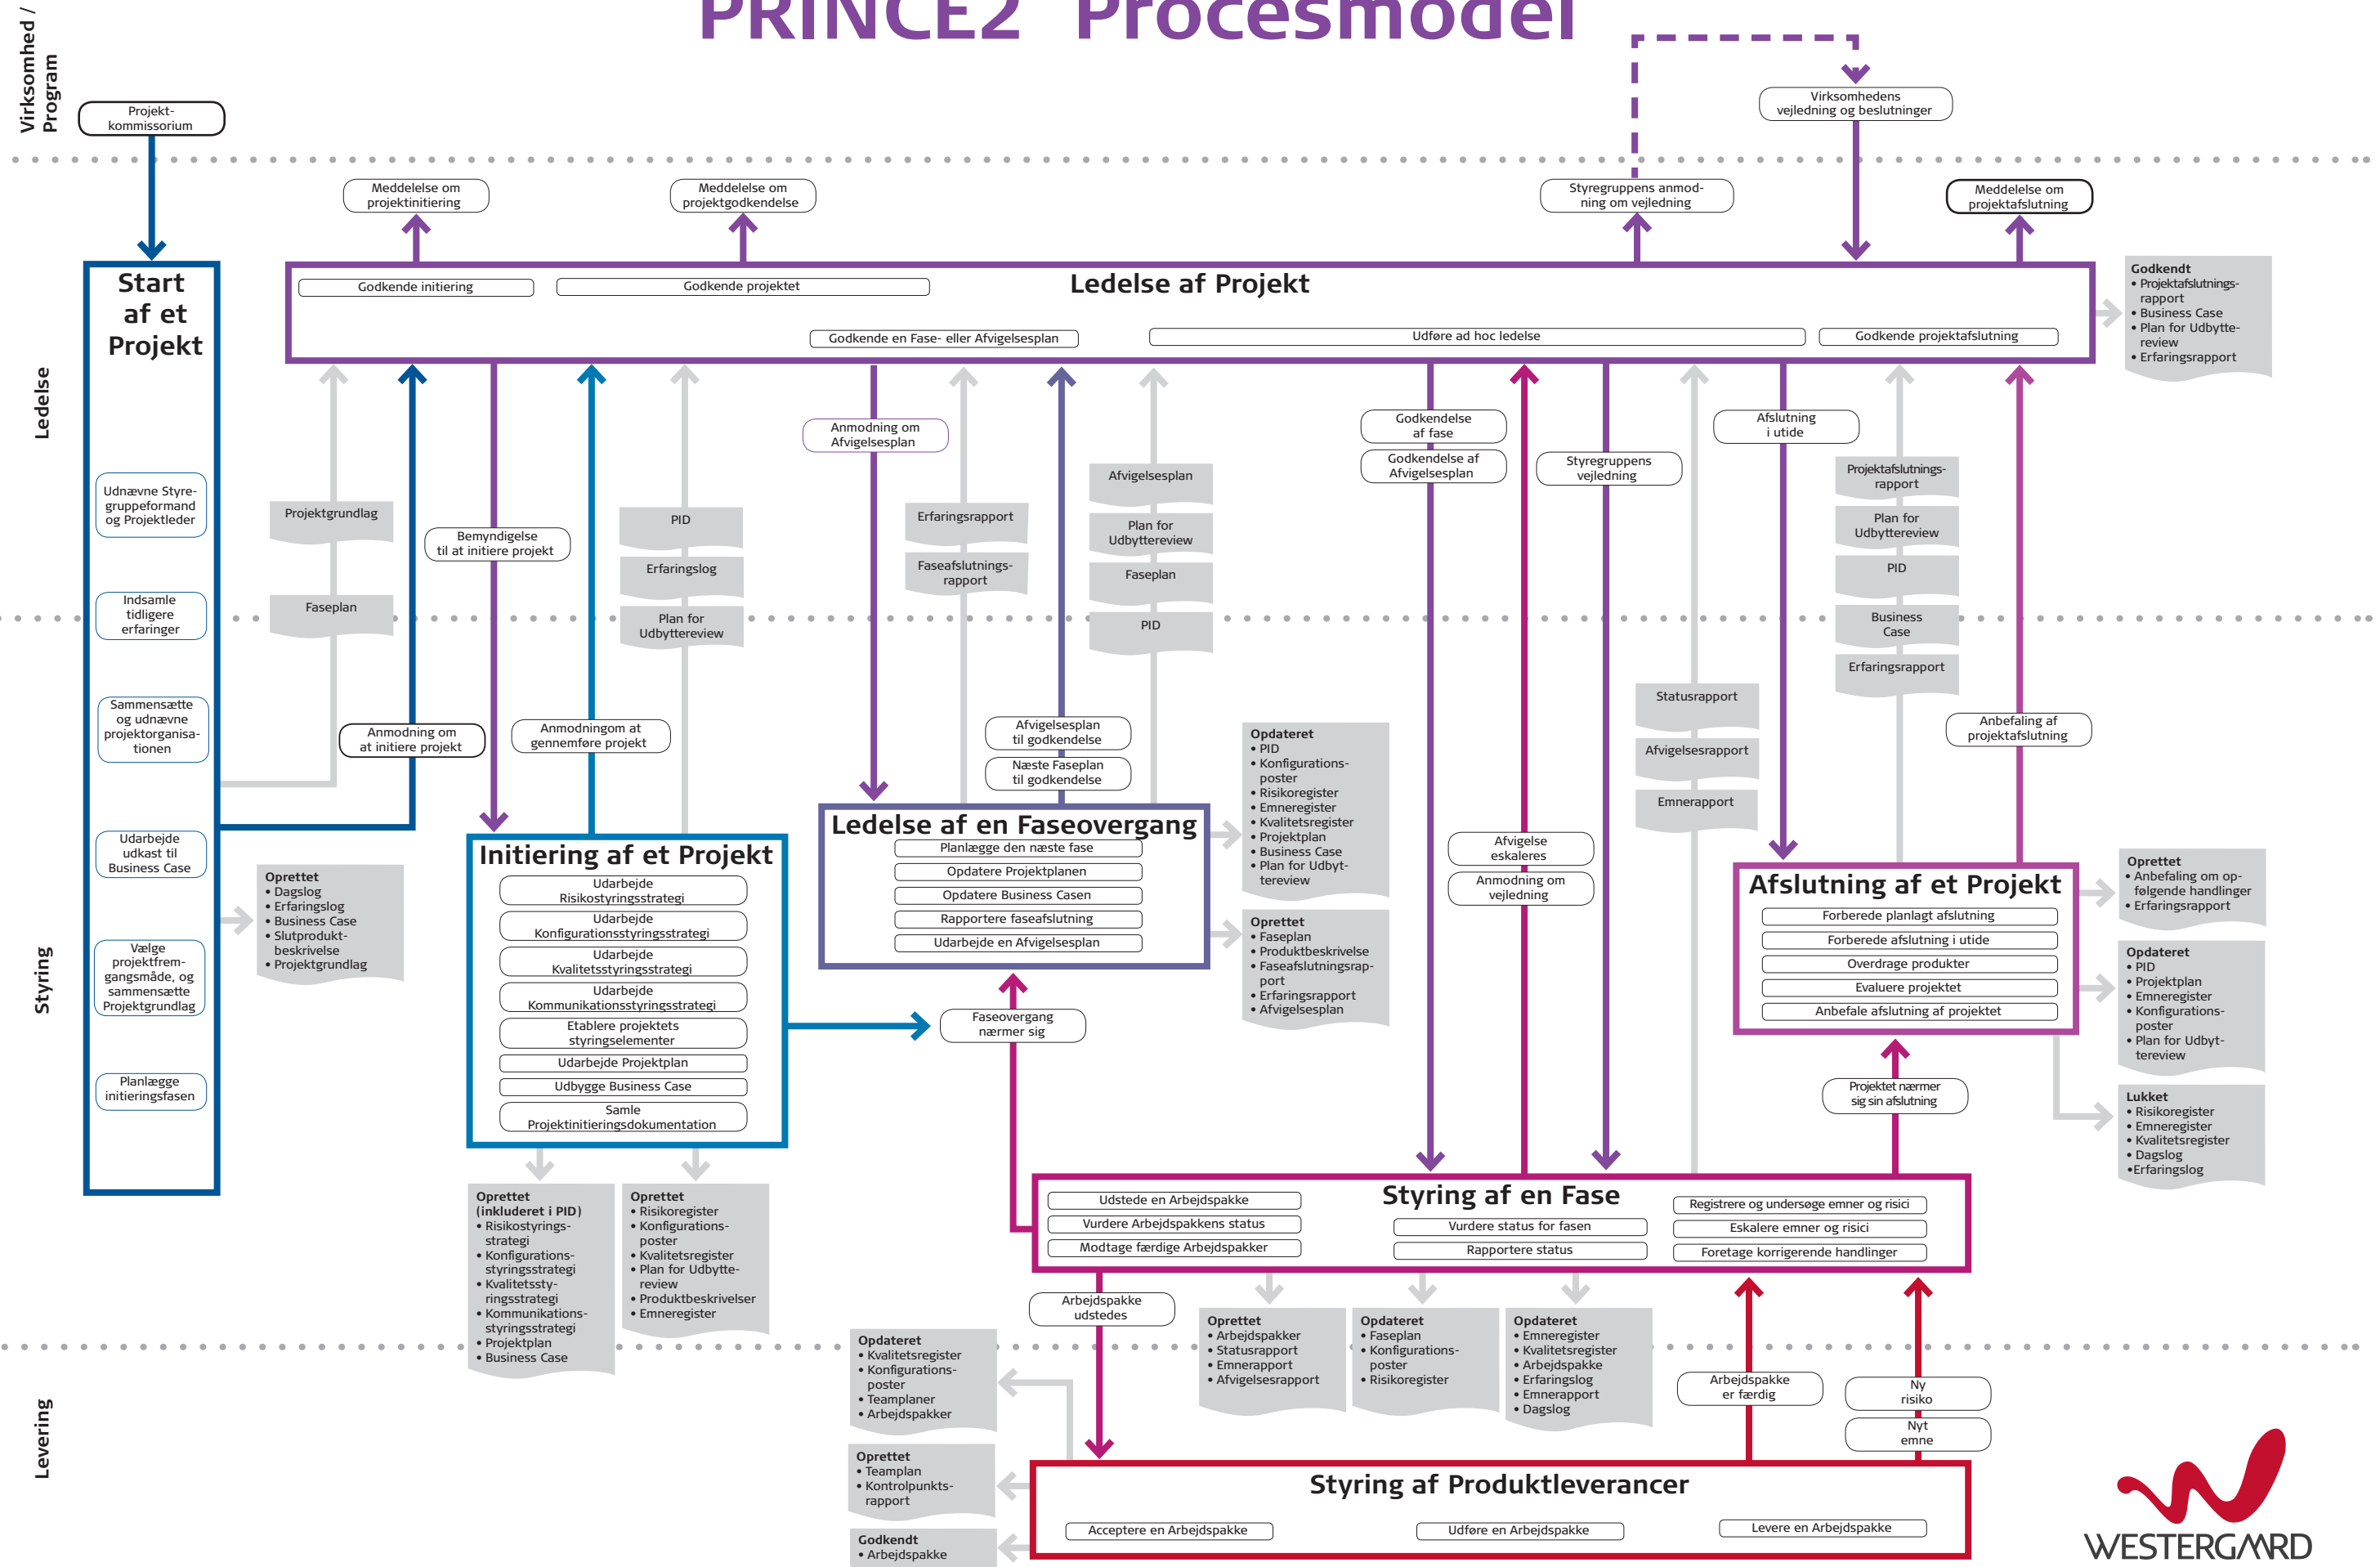 PRINCE2 Procesmodel
Virksomhed /
Program
Projekt-
kommissorium
Virksomhedens
vejledning og beslutninger
Ledelse
Meddelelse om
projektinitiering
Meddelelse om
projektgodkendelse
Styregruppens anmod-
ning om vejledning
Meddelelse om
projektafslutning
Start
af et
Projekt
Udnævne Styre-
gruppeformand
og Projektleder
Indsamle
tidligere
erfaringer
Sammensætte
og udnævne
projektorganisa-
tionen
Udarbejde
udkast til
Business Case
Vælge
projektfrem-
gangsmåde, og
sammensætte
Projektgrundlag
Planlægge
initieringsfasen
Ledelse af Projekt
Godkende initiering
Godkende projektet
Godkende en Fase- eller Afvigelsesplan
Udføre ad hoc ledelse
Godkende projektafslutning
Godkendt
• Projektafslutnings-
rapport
• Business Case
• Plan for Udbytte-
review
• Erfaringsrapport
Projektgrundlag
Faseplan
Anmodning om
at initiere projekt
Bemyndigelse
til at initiere projekt
Anmodningom at
gennemføre projekt
PID
Erfaringslog
Plan for
Udbyttereview
Anmodning om
Afvigelsesplan
Erfaringsrapport
Faseafslutnings-
rapport
Afvigelsesplan
til godkendelse
Næste Faseplan
til godkendelse
Afvigelsesplan
Plan for
Udbyttereview
Faseplan
PID
Godkendelse
af fase
Godkendelse af
Afvigelsesplan
Afvigelse
eskaleres
Anmodning om
vejledning
Styregruppens
vejledning
Statusrapport
Afvigelsesrapport
Emnerapport
Afslutning
i utide
Projektafslutnings-
rapport
Plan for
Udbyttereview
PID
Business
Case
Erfaringsrapport
Anbefaling af
projektafslutning
Styring
Oprettet
• Dagslog
• Erfaringslog
• Business Case
• Slutprodukt-
beskrivelse
• Projektgrundlag
Initiering af et Projekt
Udarbejde
Risikostyringsstrategi
Udarbejde
Konfigurationsstyringsstrategi
Udarbejde
Kvalitetsstyringsstrategi
Udarbejde
Kommunikationsstyringsstrategi
Etablere projektets
styringselementer
Udarbejde Projektplan
Udbygge Business Case
Samle
Projektinitieringsdokumentation
Oprettet
(inkluderet i PID)
• Risikostyrings-
strategi
• Konfigurations-
styringsstrategi
• Kvalitetssty-
ringsstrategi
• Kommunikations-
styringsstrategi
• Projektplan
• Business Case
Oprettet
• Risikoregister
• Konfigurations-
poster
• Kvalitetsregister
• Plan for Udbytte-
review
• Produktbeskrivelser
• Emneregister
Ledelse af en Faseovergang
Planlægge den næste fase
Opdatere Projektplanen
Opdatere Business Casen
Rapportere faseafslutning
Udarbejde en Afvigelsesplan
Opdateret
• PID
• Konfigurations-
poster
• Risikoregister
• Emneregister
• Kvalitetsregister
• Projektplan
• Business Case
• Plan for Udbyt-
tereview
Oprettet
• Faseplan
• Produktbeskrivelse
• Faseafslutningsrap-
port
• Erfaringsrapport
• Afvigelsesplan
Faseovergang
nærmer sig
Afslutning af et Projekt
Forberede planlagt afslutning
Forberede afslutning i utide
Overdrage produkter
Evaluere projektet
Anbefale afslutning af projektet
Oprettet
• Anbefaling om op-
følgende handlinger
• Erfaringsrapport
Opdateret
• PID
• Projektplan
• Emneregister
• Konfigurations-
poster
• Plan for Udbyt-
tereview
Lukket
• Risikoregister
• Emneregister
• Kvalitetsregister
• Dagslog
•Erfaringslog
Projektet nærmer
sig sin afslutning
Styring af en Fase
Udstede en Arbejdspakke
Vurdere Arbejdspakkens status
Modtage færdige Arbejdspakker
Vurdere status for fasen
Rapportere status
Registrere og undersøge emner og risici
Eskalere emner og risici
Foretage korrigerende handlinger
Arbejdspakke
udstedes
Oprettet
• Arbejdspakker
• Statusrapport
• Emnerapport
• Afvigelsesrapport
Opdateret
• Faseplan
• Konfigurations-
poster
• Risikoregister
Opdateret
• Emneregister
• Kvalitetsregister
• Arbejdspakke
• Erfaringslog
• Emnerapport
• Dagslog
Arbejdspakke
er færdig
Ny
risiko
Nyt
emne
Levering
Opdateret
• Kvalitetsregister
• Konfigurations-
poster
• Teamplaner
• Arbejdspakker
Oprettet
• Teamplan
• Kontrolpunkts-
rapport
Godkendt
• Arbejdspakke
Styring af Produktleverancer
Acceptere en Arbejdspakke
Udføre en Arbejdspakke
Levere en Arbejdspakke
WESTERGAARD